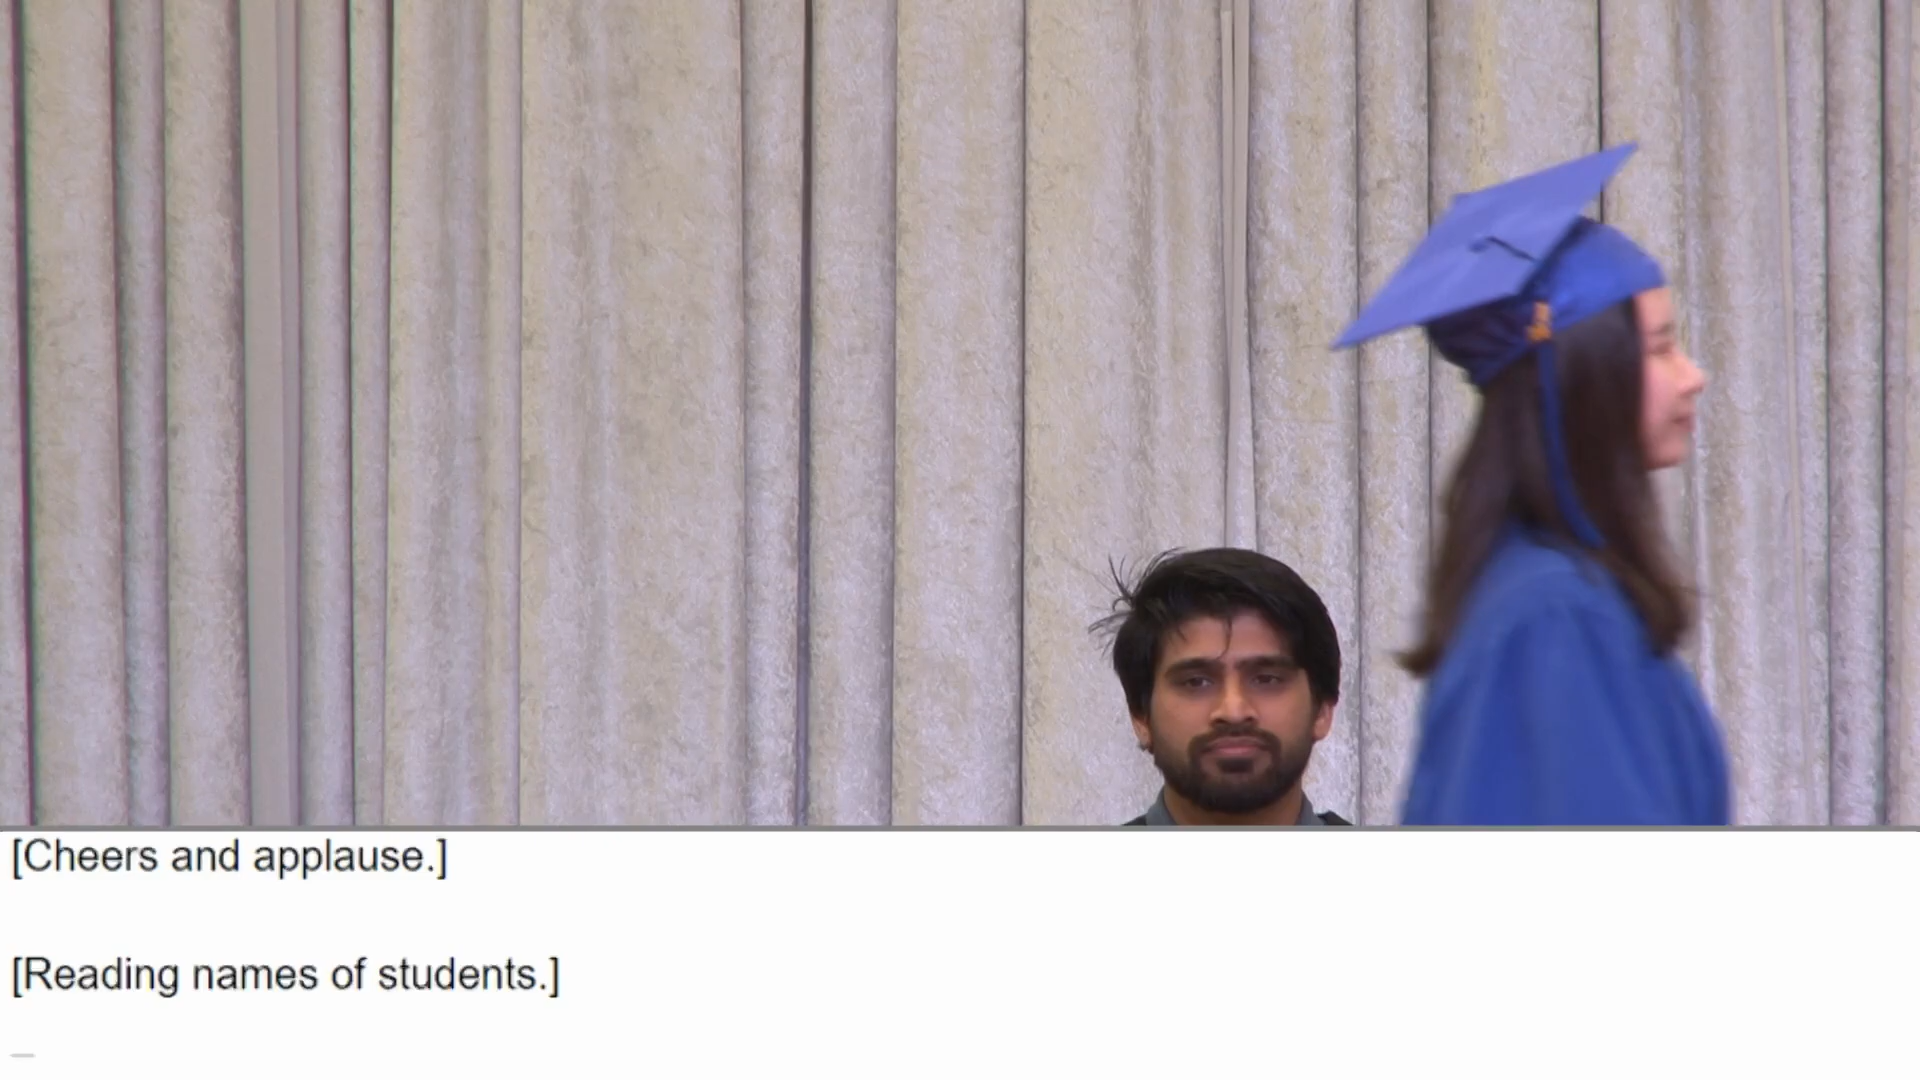 [Cheers and applause.]
[Reading names of students.]